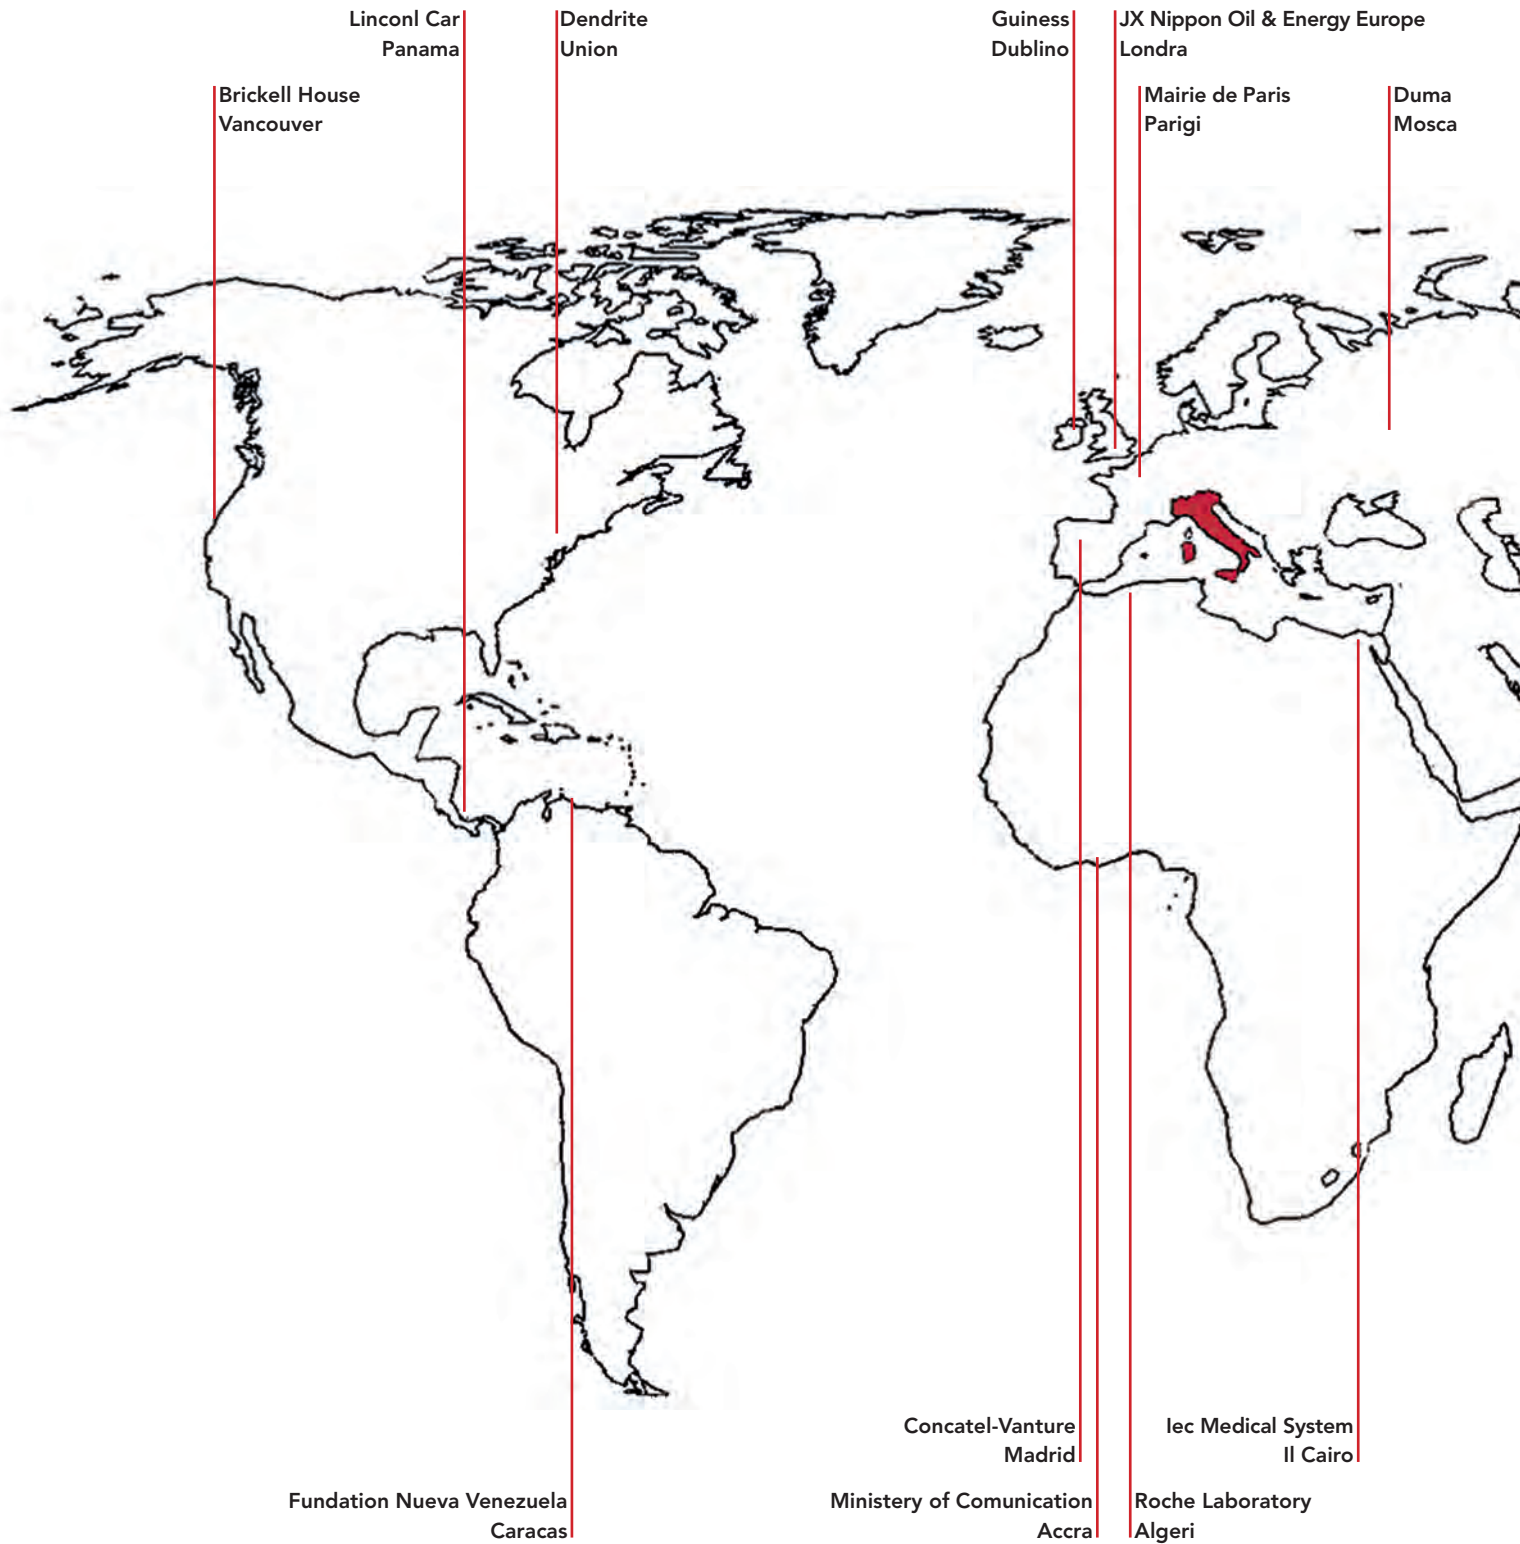 Linconl Car
Panama
Dendrite
Union
Guiness
Dublino
JX Nippon Oil & Energy Europe
Londra
Brickell House
Vancouver
Mairie de Paris
Parigi
Duma
Mosca
Concatel-Vanture
Madrid
Iec Medical System
Il Cairo
Fundation Nueva Venezuela
Caracas
Ministery of Comunication
Accra
Roche Laboratory
Algeri